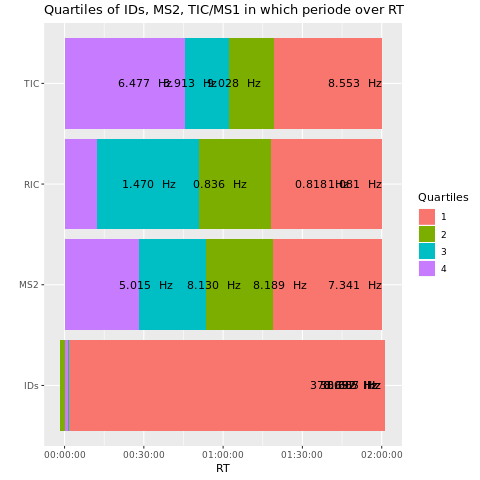 Quartiles of IDs, MS2, TIC/MS1 in which periode over RT
TIC
6.477 Hz
8.553 Hz
RIC
1.470 Hz
0.836 Hz
0.818
MS2
5.015 Hz
8.130 Hz
8.189 Hz
7.341 Hz
IDs
Hz
00:00:00
00:30:00
01:00:00
01:30:00
02:00:00
RT
Quartiles
1
2
3
4